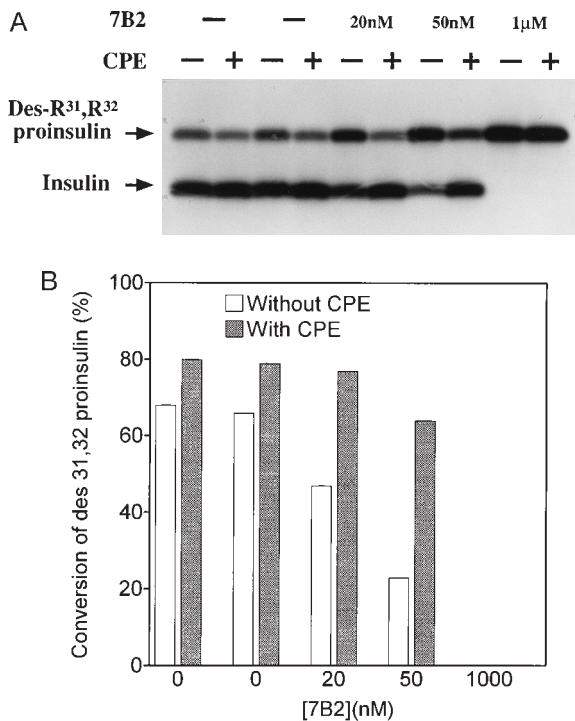 A
7B2 — — 20nM 50nM 1µM
CPE — + — + — + — + — +
Des-R31,R32
proinsulin
Insulin
B
Conversion of des 31,32 proinsulin (%)
100
80
60
40
20
0
Without CPE
With CPE
0 0 20 50 1000
[7B2](nM)